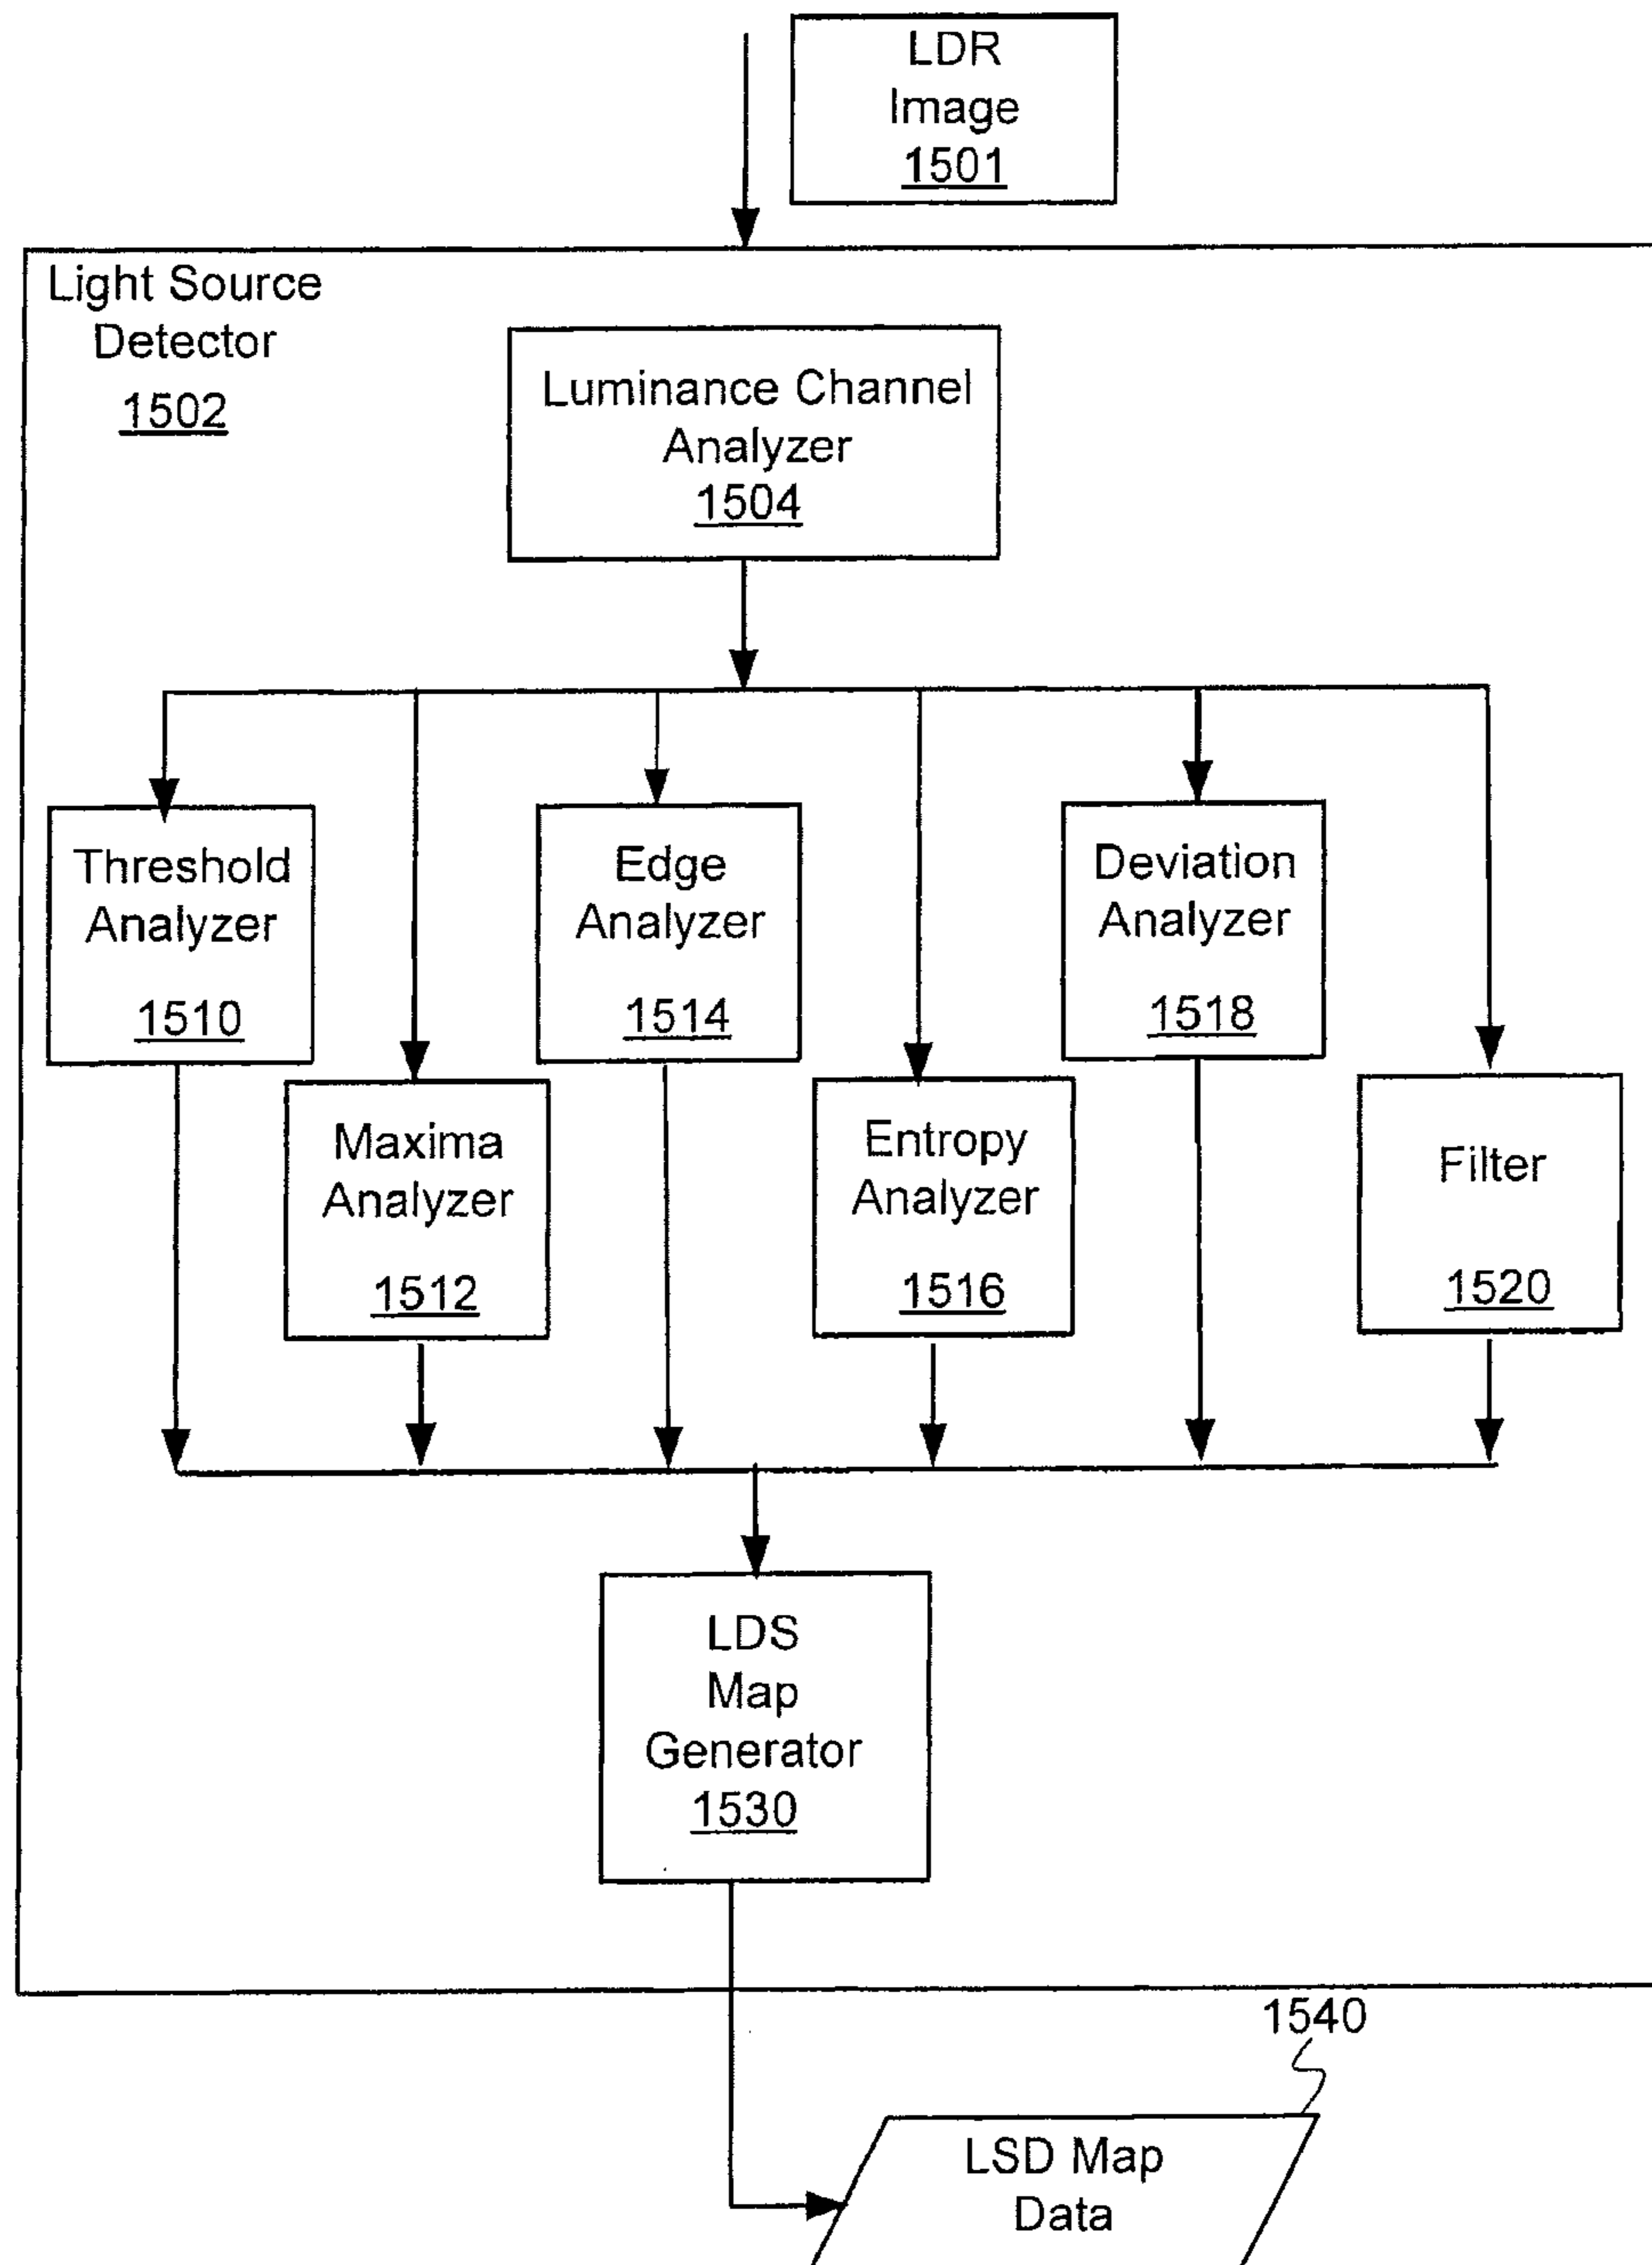 LDR
Image
1501
Light Source
Detector
1502
Luminance Channel
Analyzer
1504
Threshold
Analyzer
1510
Edge
Analyzer
1514
Deviation
Analyzer
1518
Maxima
Analyzer
1512
Entropy
Analyzer
1516
Filter
1520
LDS
Map
Generator
1530
1540
LSD Map
Data